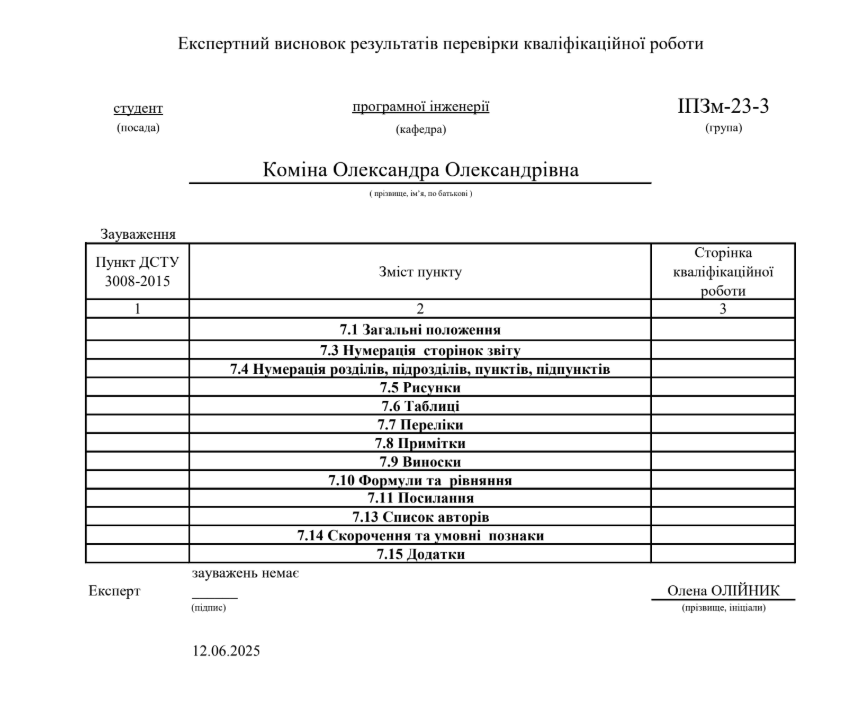 Експертний висновок результатів перевірки кваліфікаційної роботи
студент програмної інженерії ІПЗм-23-3
(посада) (кафедра) (група)
Коміна Олександра Олександрівна
( прізвище, ім'я, по батькові )
Зауваження
Пункт ДСТУ 3008-2015 Зміст пункту Сторінка кваліфікаційної роботи
1 2 3
7.1 Загальні положення
7.3 Нумерація сторінок звіту
7.4 Нумерація розділів, підрозділів, пунктів, підпунктів
7.5 Рисунки
7.6 Таблиці
7.7 Переліки
7.8 Примітки
7.9 Виноски
7.10 Формули та рівняння
7.11 Посилання
7.13 Список авторів
7.14 Скорочення та умовні познаки
7.15 Додатки
зауважень немає
Експерт ______ Олена ОЛІЙНИК
(підпис) (прізвище, ініціали)
12.06.2025